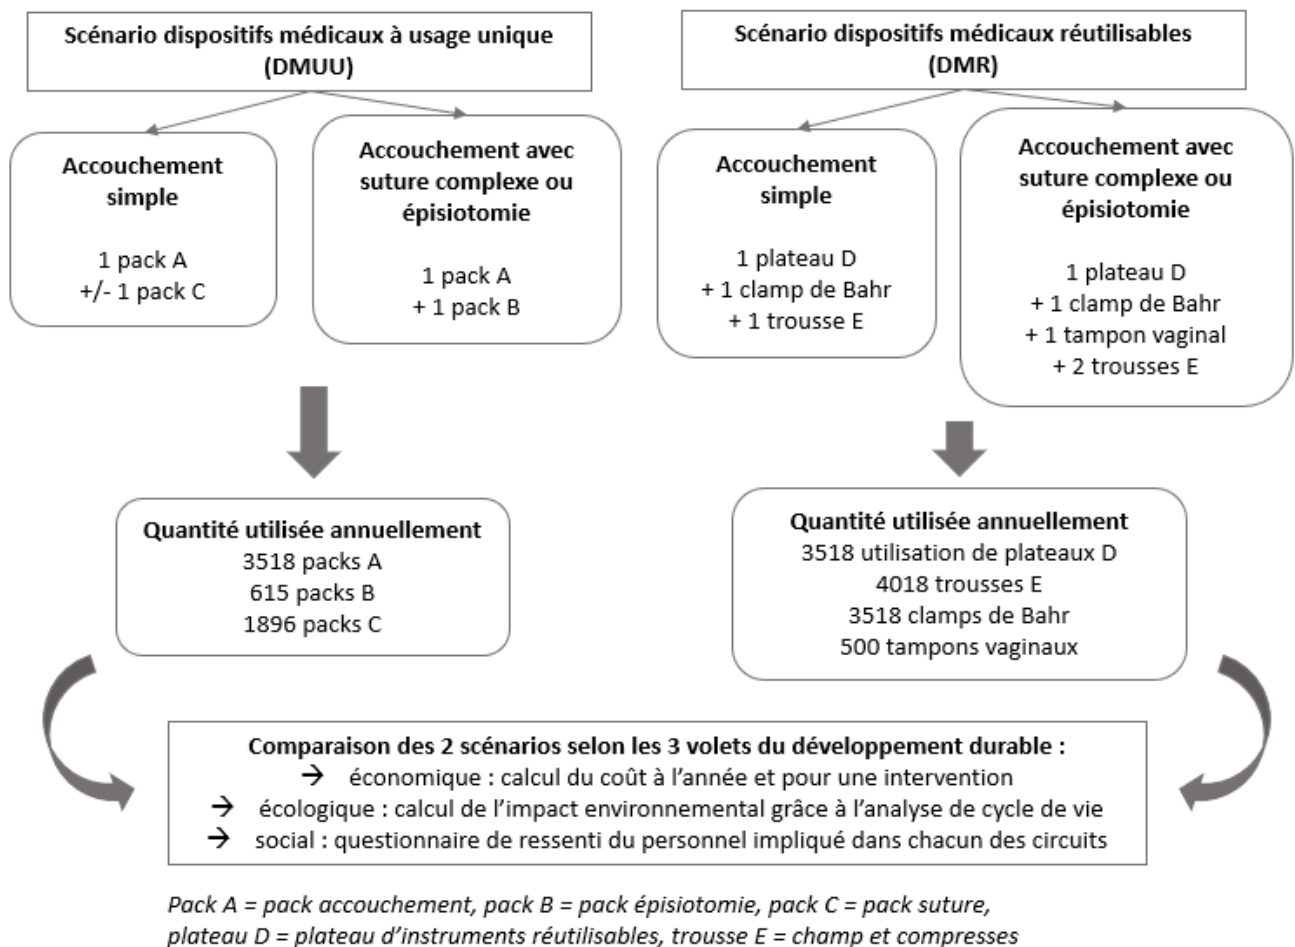 Scénario dispositifs médicaux à usage unique
(DMUU)
Accouchement
simple
1 pack A
+/- 1 pack C
Accouchement avec
suture complexe ou
épisiotomie
1 pack A
+ 1 pack B
Quantité utilisée annuellement
3518 packs A
615 packs B
1896 packs C
Scénario dispositifs médicaux réutilisables
(DMR)
Accouchement
simple
1 plateau D
+ 1 clamp de Bahr
+ 1 trousse E
Accouchement avec
suture complexe ou
épisiotomie
1 plateau D
+ 1 clamp de Bahr
+ 1 tampon vaginal
+ 2 trousses E
Quantité utilisée annuellement
3518 utilisation de plateaux D
4018 trousses E
3518 clamps de Bahr
500 tampons vaginaux
Comparaison des 2 scénarios selon les 3 volets du développement durable :
→ économique : calcul du coût à l’année et pour une intervention
→ écologique : calcul de l’impact environnemental grâce à l’analyse de cycle de vie
→ social : questionnaire de ressenti du personnel impliqué dans chacun des circuits
Pack A = pack accouchement, pack B = pack épisiotomie, pack C = pack suture,
plateau D = plateau d’instruments réutilisables, trousse E = champ et compresses